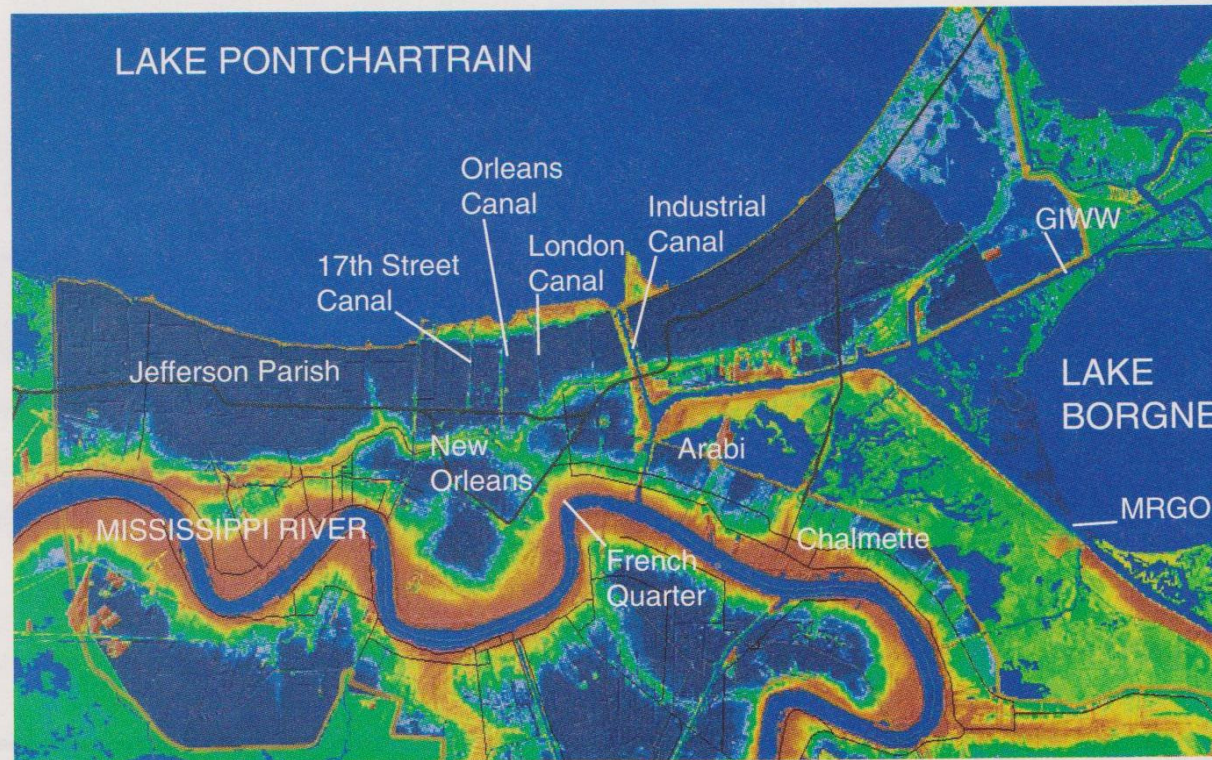 LAKE PONTCHARTRAIN
Orleans
Canal
Industrial
Canal
London
Canal
GIWW
17th Street
Canal
Jefferson Parish
LAKE
BORGNE
New
Orleans
Arabi
MRGO
MISSISSIPPI RIVER
Chalmette
French
Quarter